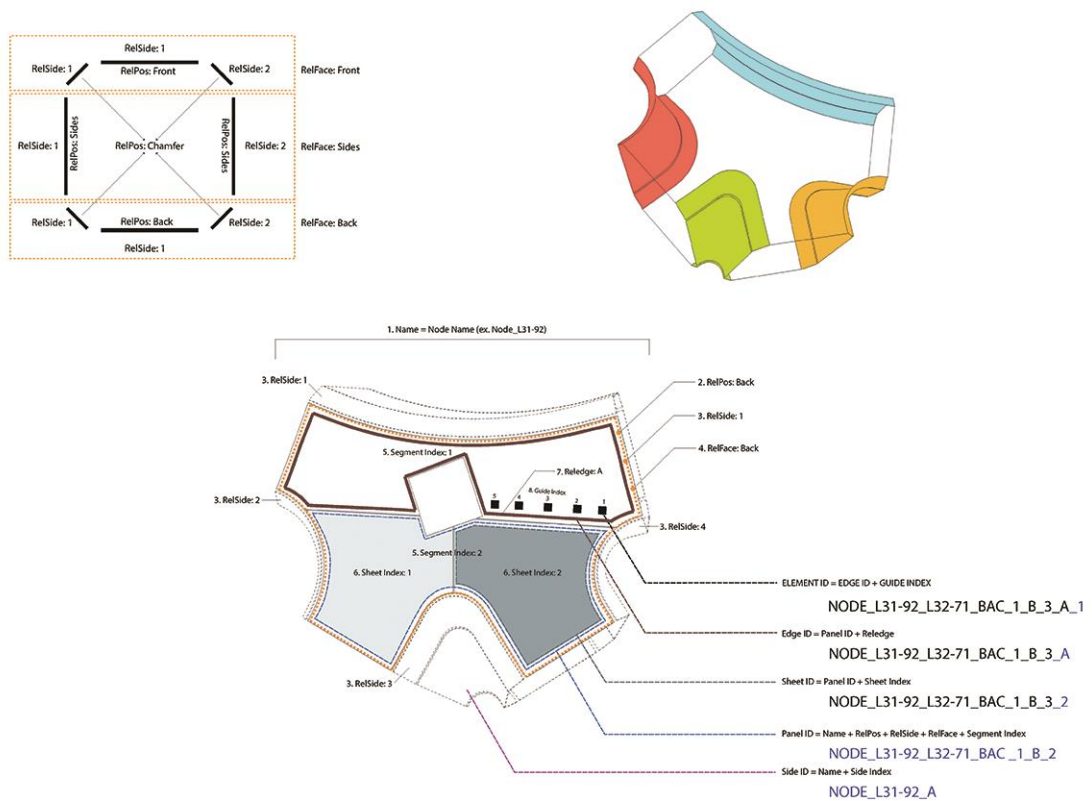 RelSide: 1
RelSide: 1
RelPos: Front
RelSide: 2
RelFace: Front
RelSide: 1
RelPos: Sides
RelPos: Chamfer
RelPos: Sides
RelSide: 2
RelFace: Sides
RelSide: 1
RelPos: Back
RelSide: 2
RelFace: Back
RelSide: 1
1. Name = Node Name (ex. Node_L31-92)
3. RelSide: 1
2. RelPos: Back
3. RelSide: 1
4. RelFace: Back
5. Segment Index: 1
7. Reledge: A
8. Guide Index
5
4
3
2
1
3. RelSide: 2
3. RelSide: 4
5. Segment Index: 2
6. Sheet Index: 1
6. Sheet Index: 2
3. RelSide: 3
ELEMENT ID = EDGE ID + GUIDE INDEX
NODE_L31-92_L32-71_BAC_1_B_3_A_1
Edge ID = Panel ID + Reledge
NODE_L31-92_L32-71_BAC_1_B_3_A
Sheet ID = Panel ID + Sheet Index
NODE_L31-92_L32-71_BAC_1_B_3_2
Panel ID = Name + RelPos + RelSide + RelFace + Segment Index
NODE_L31-92_L32-71_BAC _1_B_2
Side ID = Name + Side Index
NODE_L31-92_A